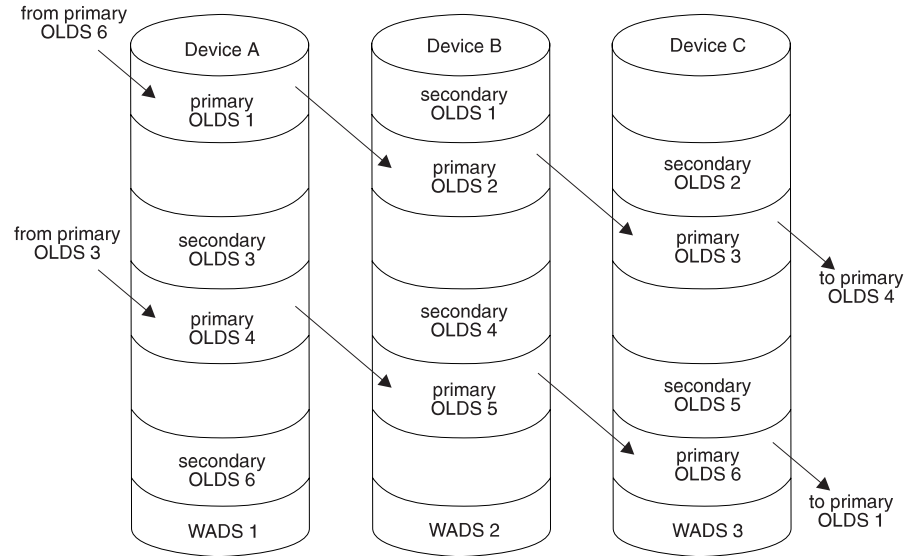 from primary
OLDS 6
Device A
Device B
Device C
primary
OLDS 1
secondary
OLDS 1
primary
OLDS 2
secondary
OLDS 2
from primary
OLDS 3
secondary
OLDS 3
primary
OLDS 3
to primary
OLDS 4
primary
OLDS 4
secondary
OLDS 4
primary
OLDS 5
secondary
OLDS 5
secondary
OLDS 6
primary
OLDS 6
to primary
OLDS 1
WADS 1
WADS 2
WADS 3